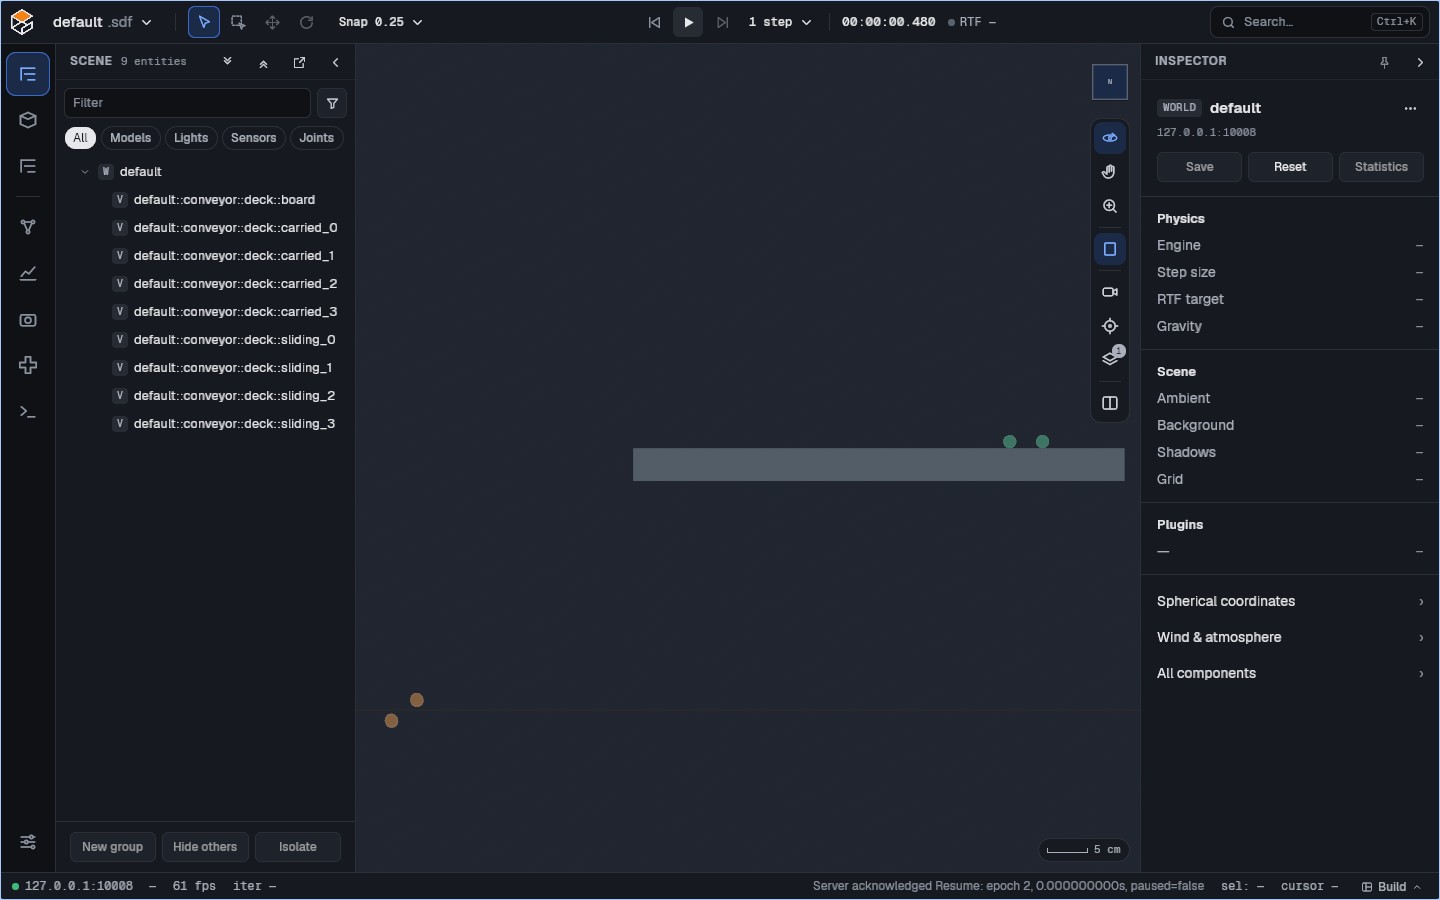 default .sdf
Snap 0.25
1 step
00:00:00.480
RTF –
Search…
Ctrl+K
SCENE 9 entities
Filter
All
Models
Lights
Sensors
Joints
W default
V default::conveyor::deck::board
V default::conveyor::deck::carried_0
V default::conveyor::deck::carried_1
V default::conveyor::deck::carried_2
V default::conveyor::deck::carried_3
V default::conveyor::deck::sliding_0
V default::conveyor::deck::sliding_1
V default::conveyor::deck::sliding_2
V default::conveyor::deck::sliding_3
New group
Hide others
Isolate
N
1
5 cm
INSPECTOR
WORLD default
127.0.0.1:10008
Save
Reset
Statistics
Physics
Engine –
Step size –
RTF target –
Gravity –
Scene
Ambient –
Background –
Shadows –
Grid –
Plugins
— –
Spherical coordinates ›
Wind & atmosphere ›
All components ›
127.0.0.1:10008 – 61 fps iter –
Server acknowledged Resume: epoch 2, 0.000000000s, paused=false
sel: –
cursor –
Build